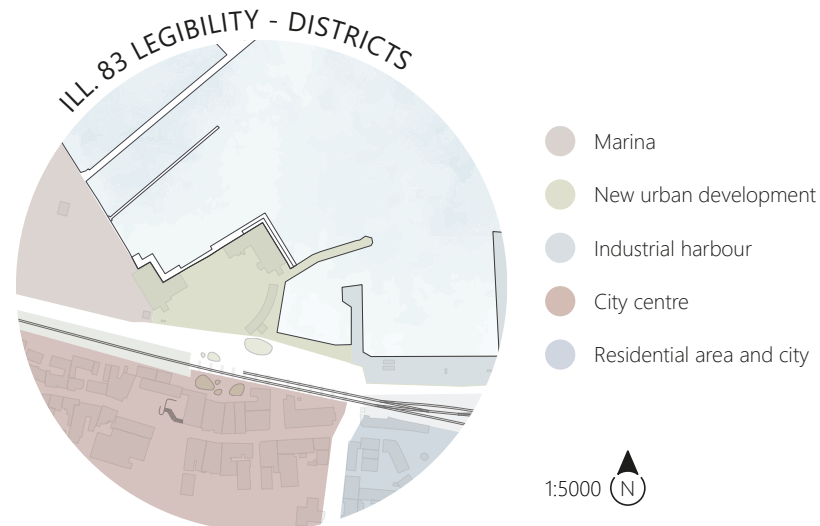 ILL. 83 LEGIBILITY - DISTRICTS
Marina
New urban development
Industrial harbour
City centre
Residential area and city
1:5000 N